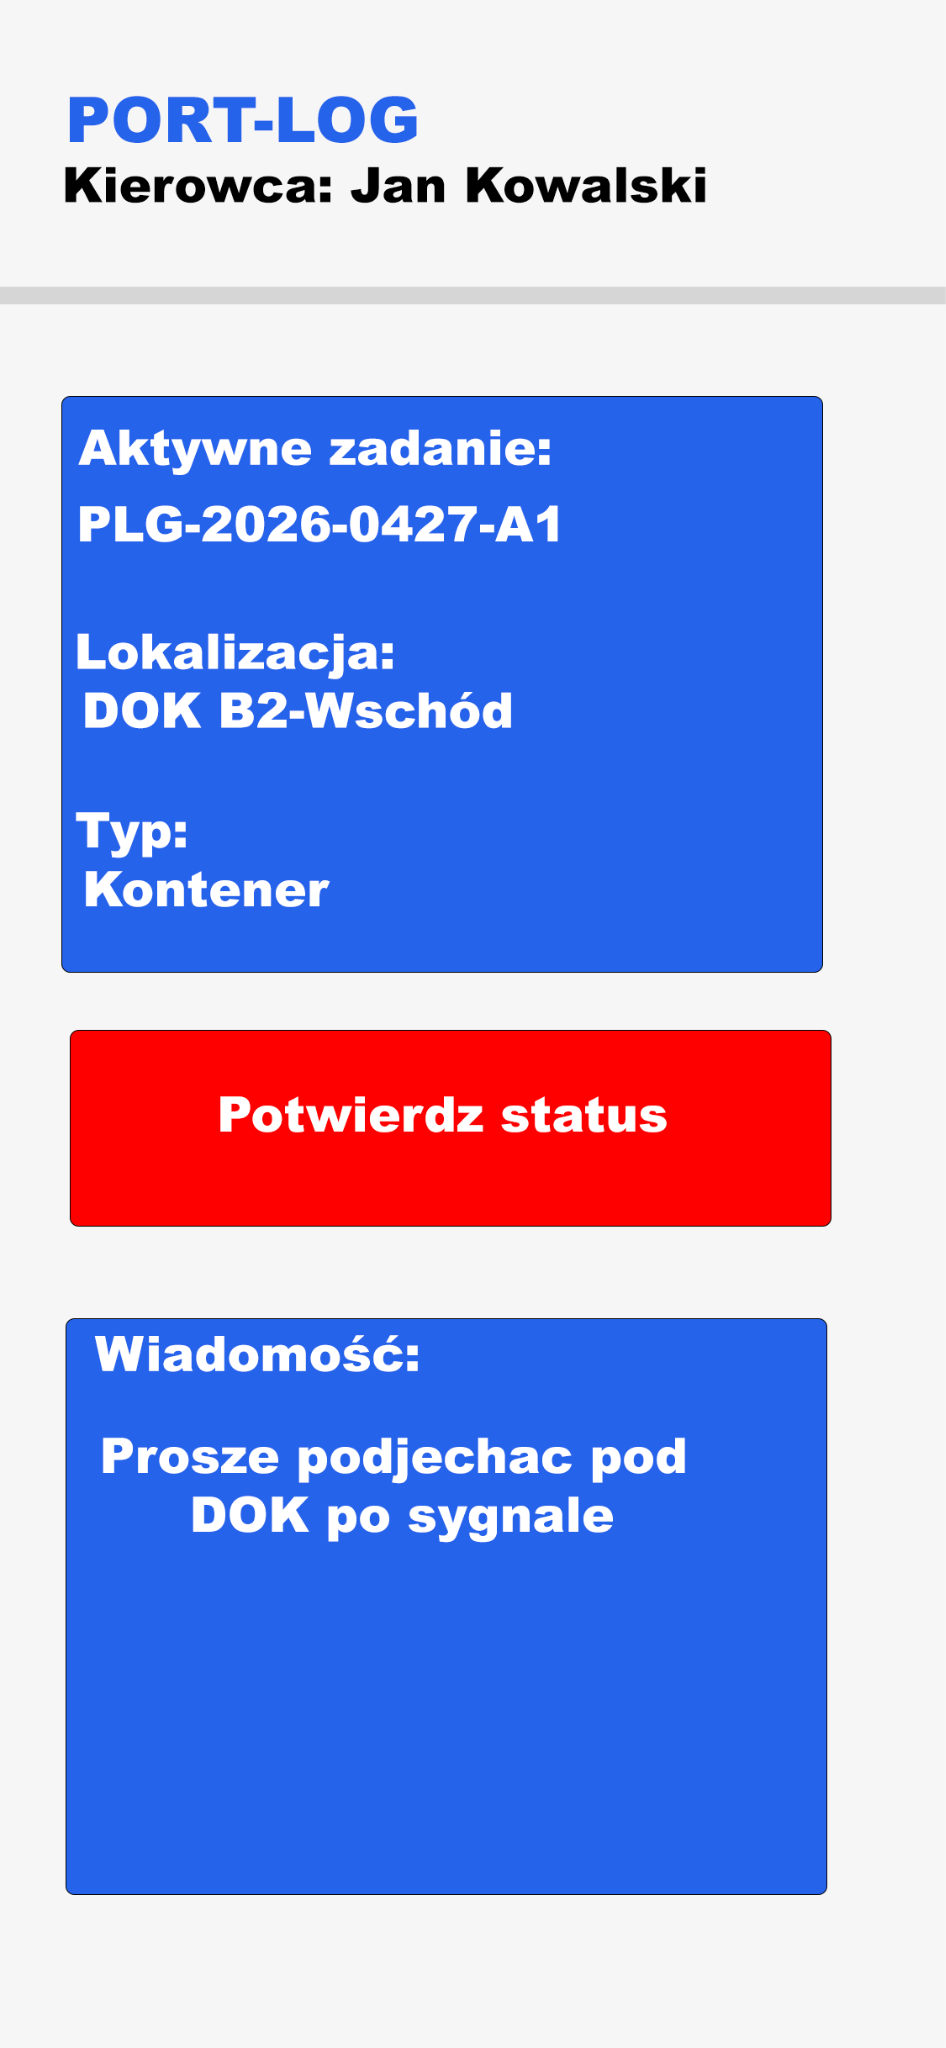 PORT-LOG
Kierowca: Jan Kowalski
Aktywne zadanie:
PLG-2026-0427-A1
Lokalizacja:
DOK B2-Wschód
Typ:
Kontener
Potwierdz status
Wiadomość:
Prosze podjechac pod
DOK po sygnale